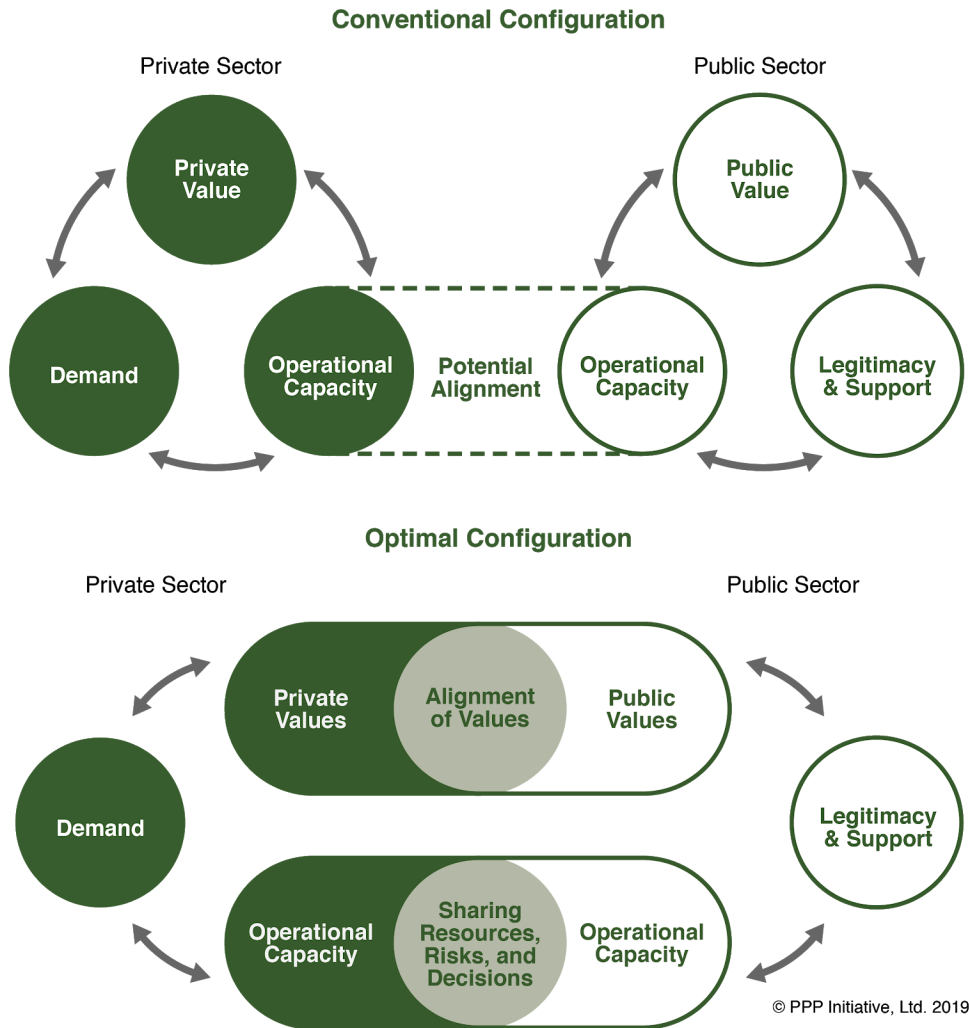 Conventional Configuration
Private Sector
Public Sector
Private
Value
Public
Value
Demand
Operational
Capacity
Potential
Alignment
Operational
Capacity
Legitimacy
& Support
Optimal Configuration
Private Sector
Public Sector
Private
Values
Alignment
of Values
Public
Values
Demand
Legitimacy
& Support
Operational
Capacity
Sharing
Resources,
Risks, and
Decisions
Operational
Capacity
© PPP Initiative, Ltd. 2019